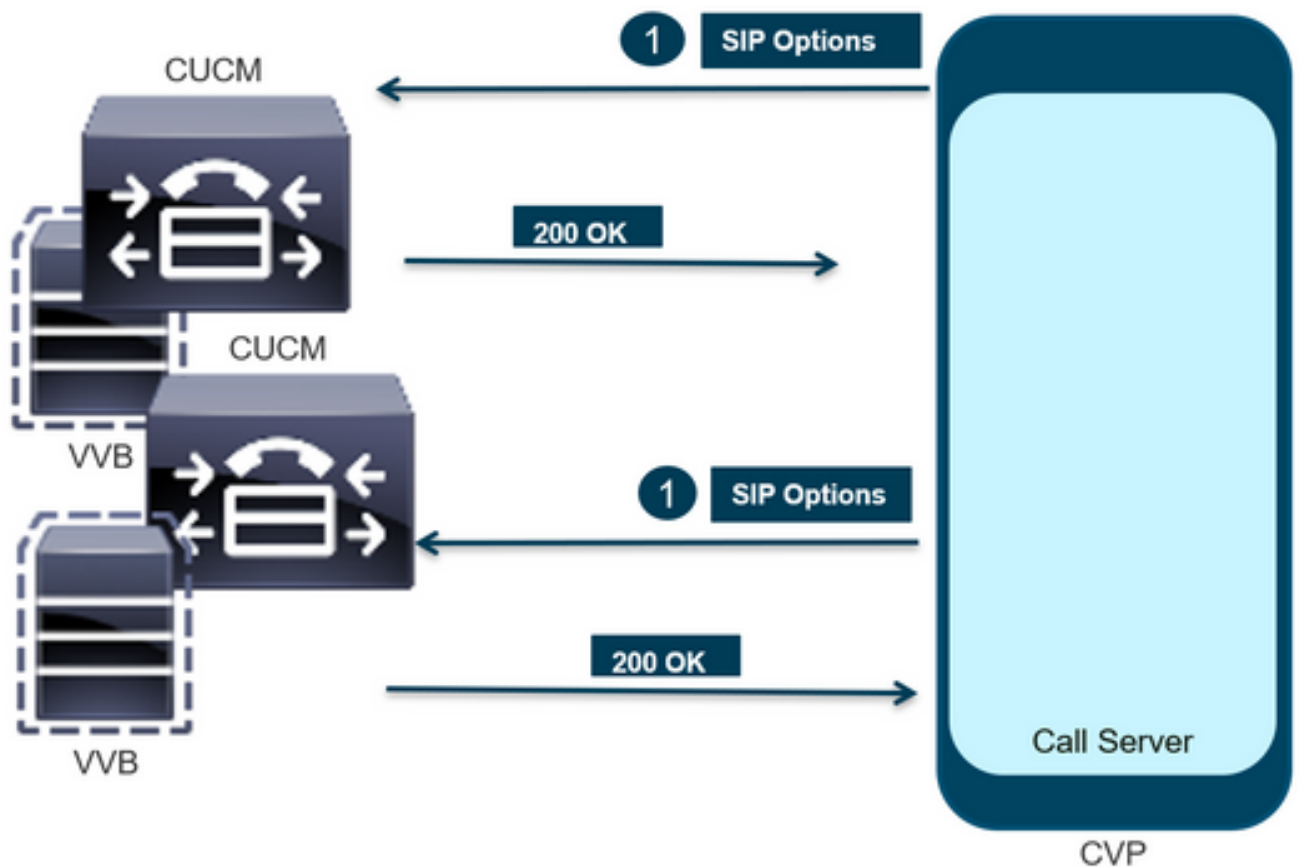 1 SIP Options
CUCM
200 OK
CUCM
VVB
1 SIP Options
200 OK
VVB
Call Server
CVP